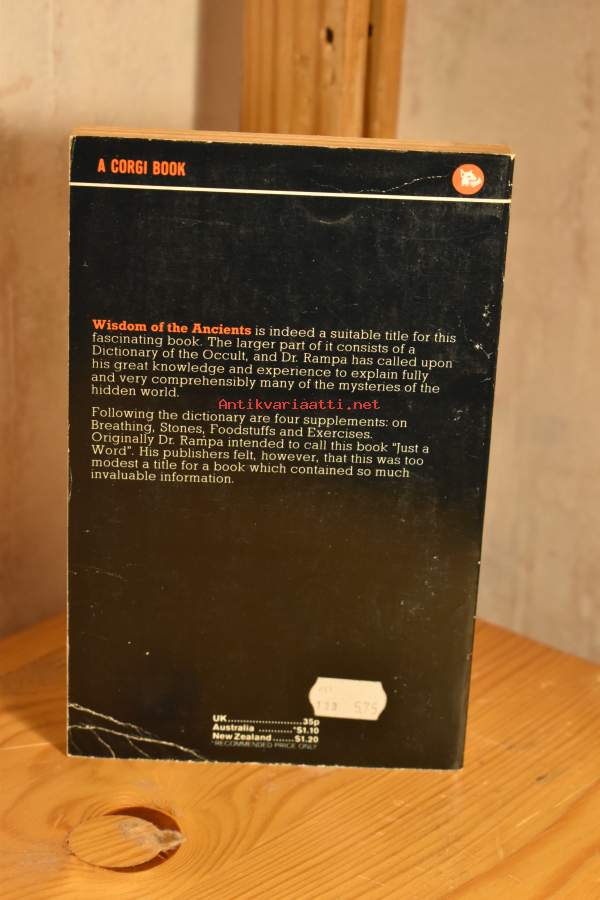 A CORGI BOOK
Wisdom of the Ancients is indeed a suitable title for this
fascinating book. The larger part of it consists of a
Dictionary of the Occult, and Dr. Rampa has called upon
his great knowledge and experience to explain fully
and very comprehensibly many of the mysteries of the
hidden world.
Antikvariaatti.net
Following the dictionary are four supplements: on
Breathing, Stones, Foodstuffs and Exercises.
Originally Dr. Rampa intended to call this book "Just a
Word". His publishers felt, however, that this was too
modest a title for a book which contained so much
invaluable information.
575
UK......................35p
Australia ..........*$1.10
New Zealand ......$1.20
*RECOMMENDED PRICE ONLY